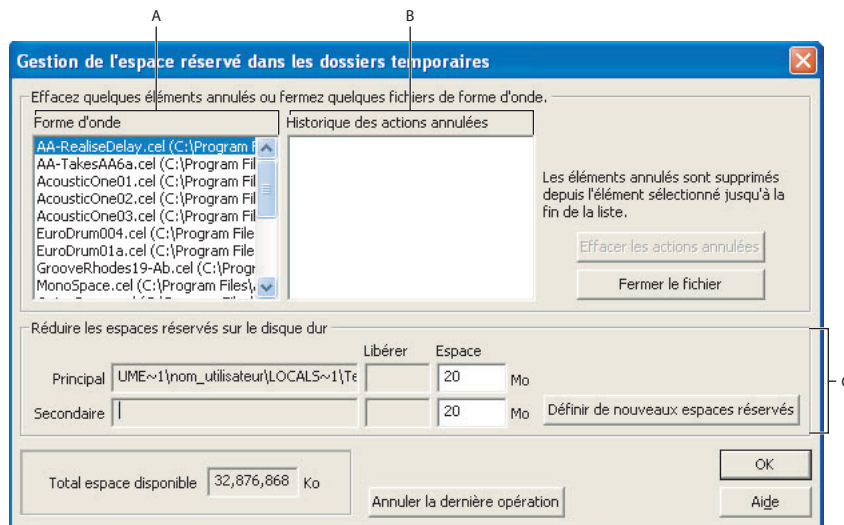 A B
Gestion de l'espace réservé dans les dossiers temporaires
Effacez quelques éléments annulés ou fermez quelques fichiers de forme d'onde.
Forme d'onde Historique des actions annulées
AA-RealiseDelay.cel (C:\Program F
AA-TakesAA6a.cel (C:\Program Fil
AcousticOne01.cel (C:\Program Fil
AcousticOne02.cel (C:\Program Fil
AcousticOne03.cel (C:\Program Fil
EuroDrum004.cel (C:\Program File
EuroDrum01a.cel (C:\Program File
GrooveRhodes19-Ab.cel (C:\Progr
MonoSpace.cel (C:\Program Files\
Les éléments annulés sont supprimés
depuis l'élément sélectionné jusqu'à la
fin de la liste.
Effacer les actions annulées
Fermer le fichier
Réduire les espaces réservés sur le disque dur
Libérer Espace
Principal UME~1\nom_utilisateur\LOCALS~1\Te 20 Mo
Secondaire 20 Mo Définir de nouveaux espaces réservés
Total espace disponible 32,876,868 Ko
Annuler la dernière opération
OK
Aide